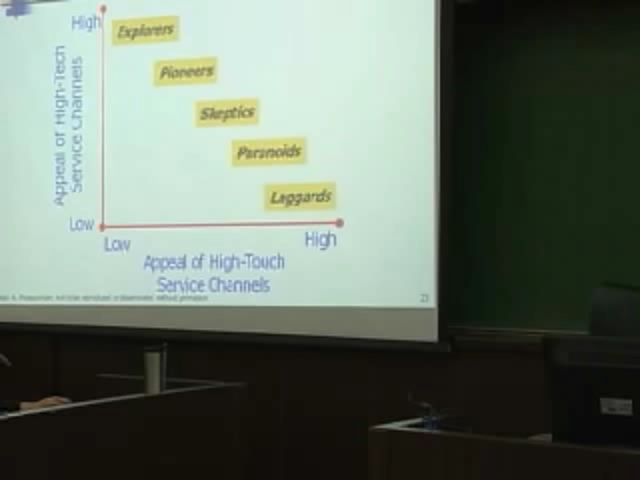 High
Explorers
Pioneers
Skeptics
Paranoids
Laggards
Appeal of High-Tech
Service Channels
Low
Low
High
Appeal of High-Touch
Service Channels
23